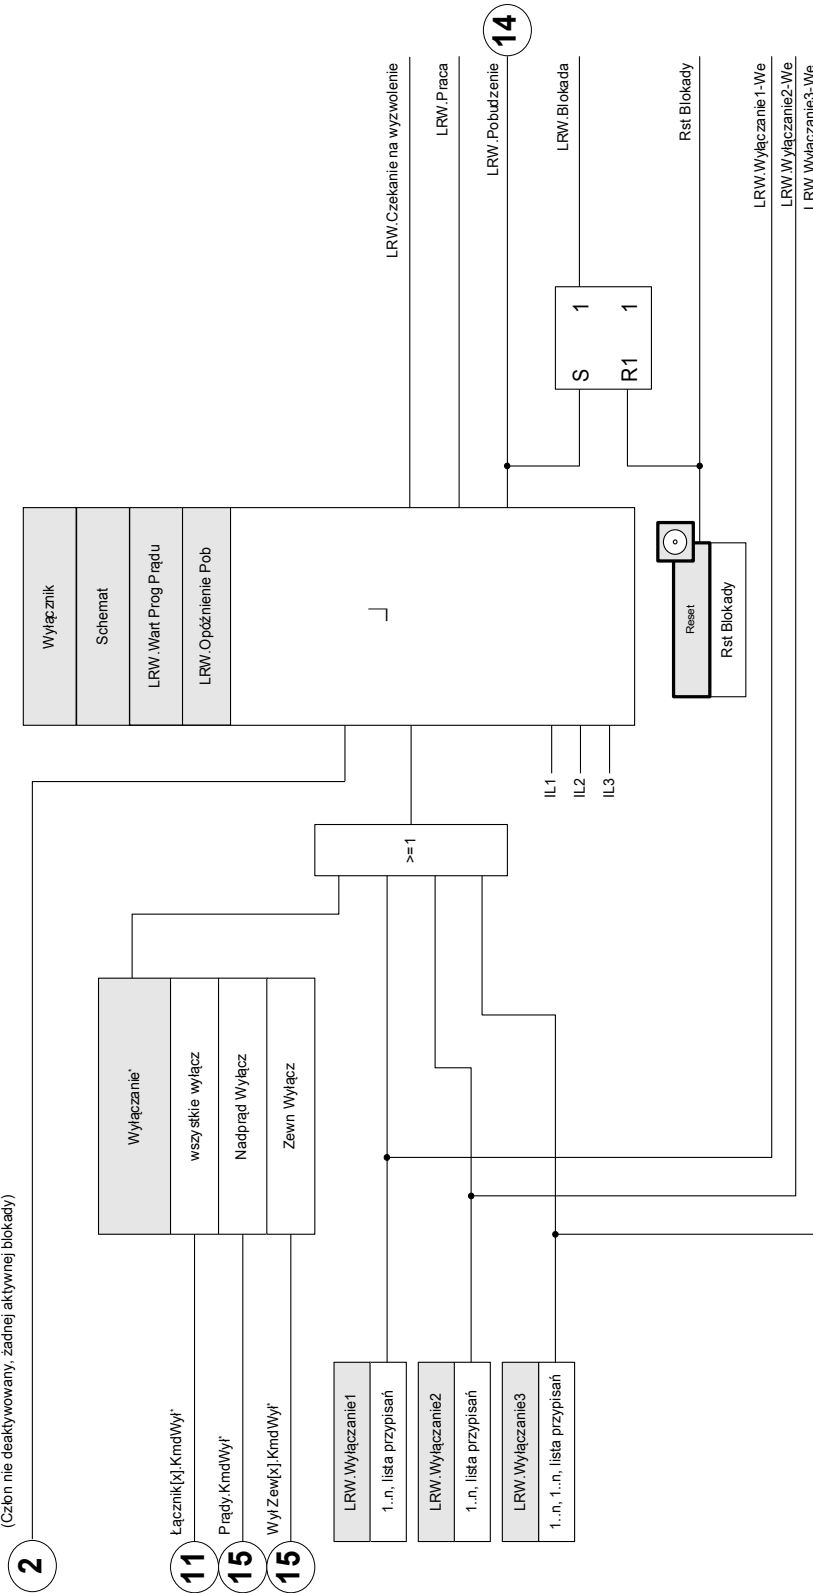 (Człon nie deaktywowany, żadnej aktywnej blokady)
2
Łącznik[x].KmdWył*
11
Prądy.KmdWył*
15
WyłZew[x].KmdWył*
15
Wyłączanie*
wszystkie wyłącz
Nadprąd Wyłącz
Zewn Wyłącz
LRW.Wyłączanie1
1..n, lista przypisań
LRW.Wyłączanie2
1..n, lista przypisań
LRW.Wyłączanie3
1..n, 1..n, lista przypisań
>=1
IL1
IL2
IL3
Wyłącznik
Schemat
LRW.Wart Prog Prądu
LRW.Opóźnienie Pob
Reset
Rst Blokady
S 1
R1 1
LRW.Czekanie na wyzwolenie
LRW.Praca
LRW.Pobudzenie
14
LRW.Blokada
Rst Blokady
LRW.Wyłączanie1-We
LRW.Wyłączanie2-We
LRW.Wyłączanie3-We